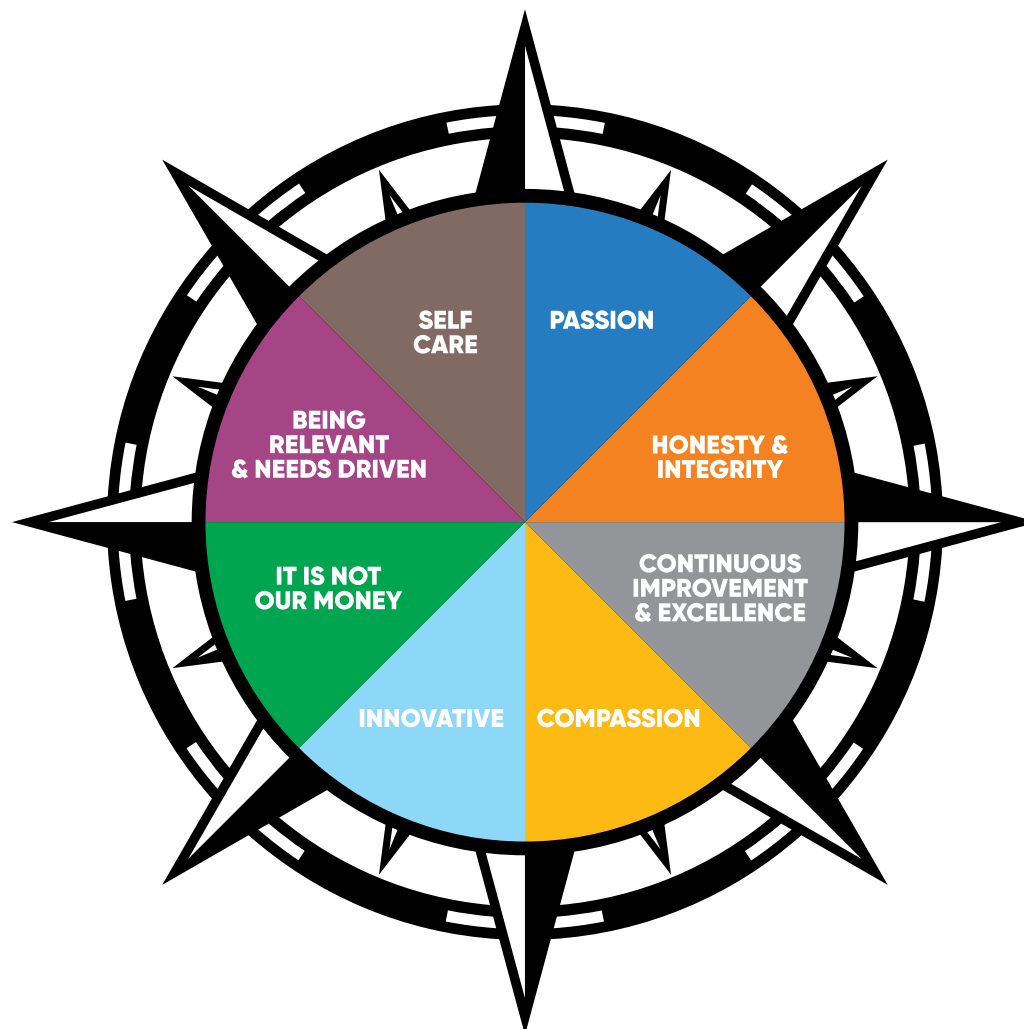 SELF
CARE
PASSION
BEING
RELEVANT
& NEEDS DRIVEN
HONESTY &
INTEGRITY
IT IS NOT
OUR MONEY
CONTINUOUS
IMPROVEMENT
& EXCELLENCE
INNOVATIVE
COMPASSION